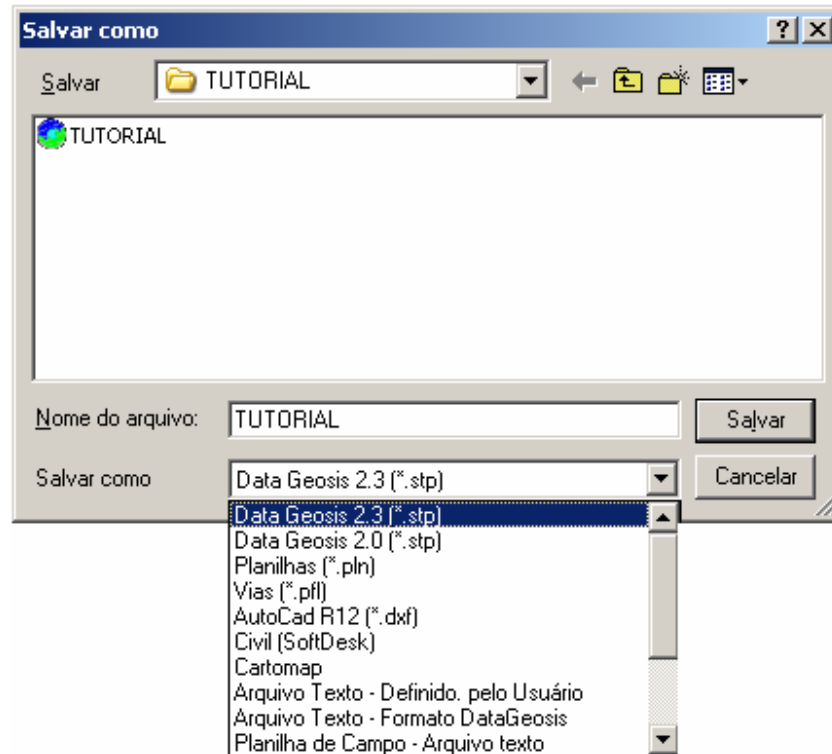 Salvar como
Salvar TUTORIAL
TUTORIAL
Nome do arquivo: TUTORIAL Salvar
Salvar como Data Geosis 2.3 (*.stp) Cancelar
Data Geosis 2.3 (*.stp)
Data Geosis 2.0 (*.stp)
Planilhas (*.pln)
Vias (*.pfl)
AutoCad R12 (*.dxf)
Civil (SoftDesk)
Cartomap
Arquivo Texto - Definido. pelo Usuário
Arquivo Texto - Formato DataGeosis
Planilha de Campo - Arquivo texto